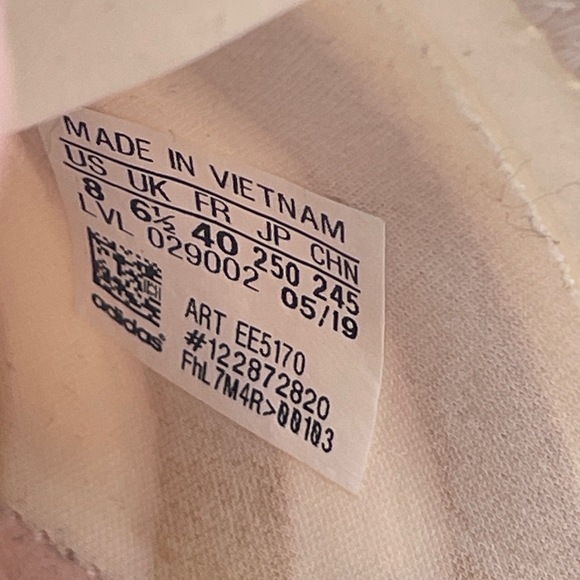 MADE IN VIETNAM
US UK FR JP CHN
8 6½ 40 250 245
LVL 029002 05/19
adidas®
ART EE5170
#122872820
FhL7M4R>00103